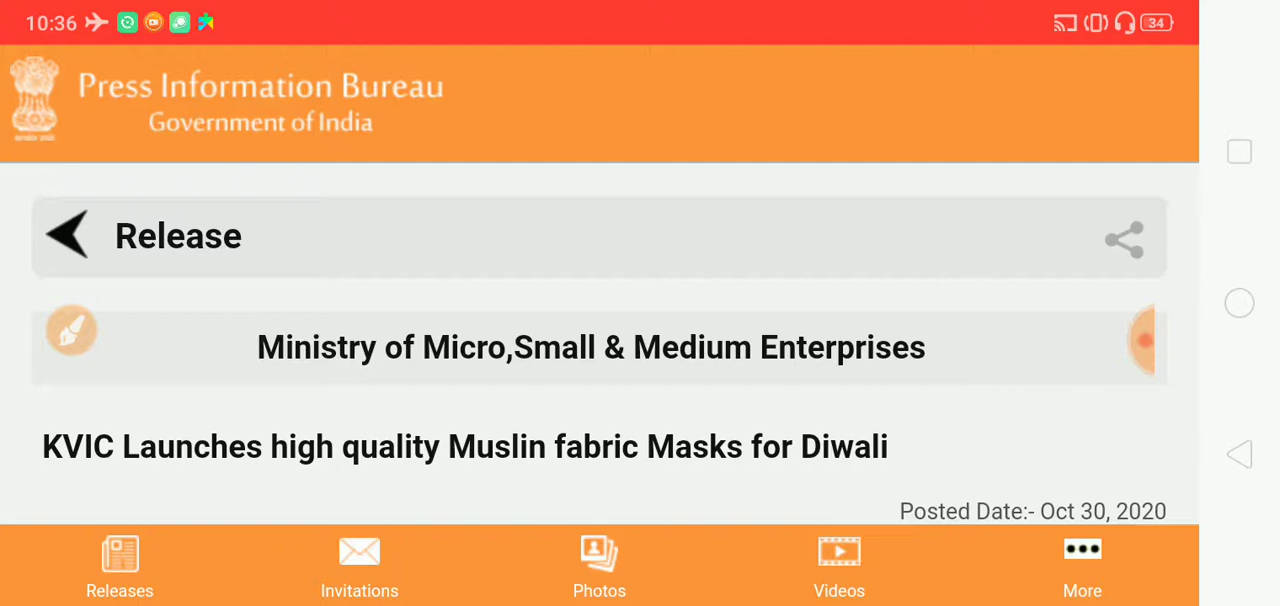 10:36
34
Press Information Bureau
Government of India
Release
Ministry of Micro,Small & Medium Enterprises
KVIC Launches high quality Muslin fabric Masks for Diwali
Posted Date:- Oct 30, 2020
Releases Invitations Photos Videos More